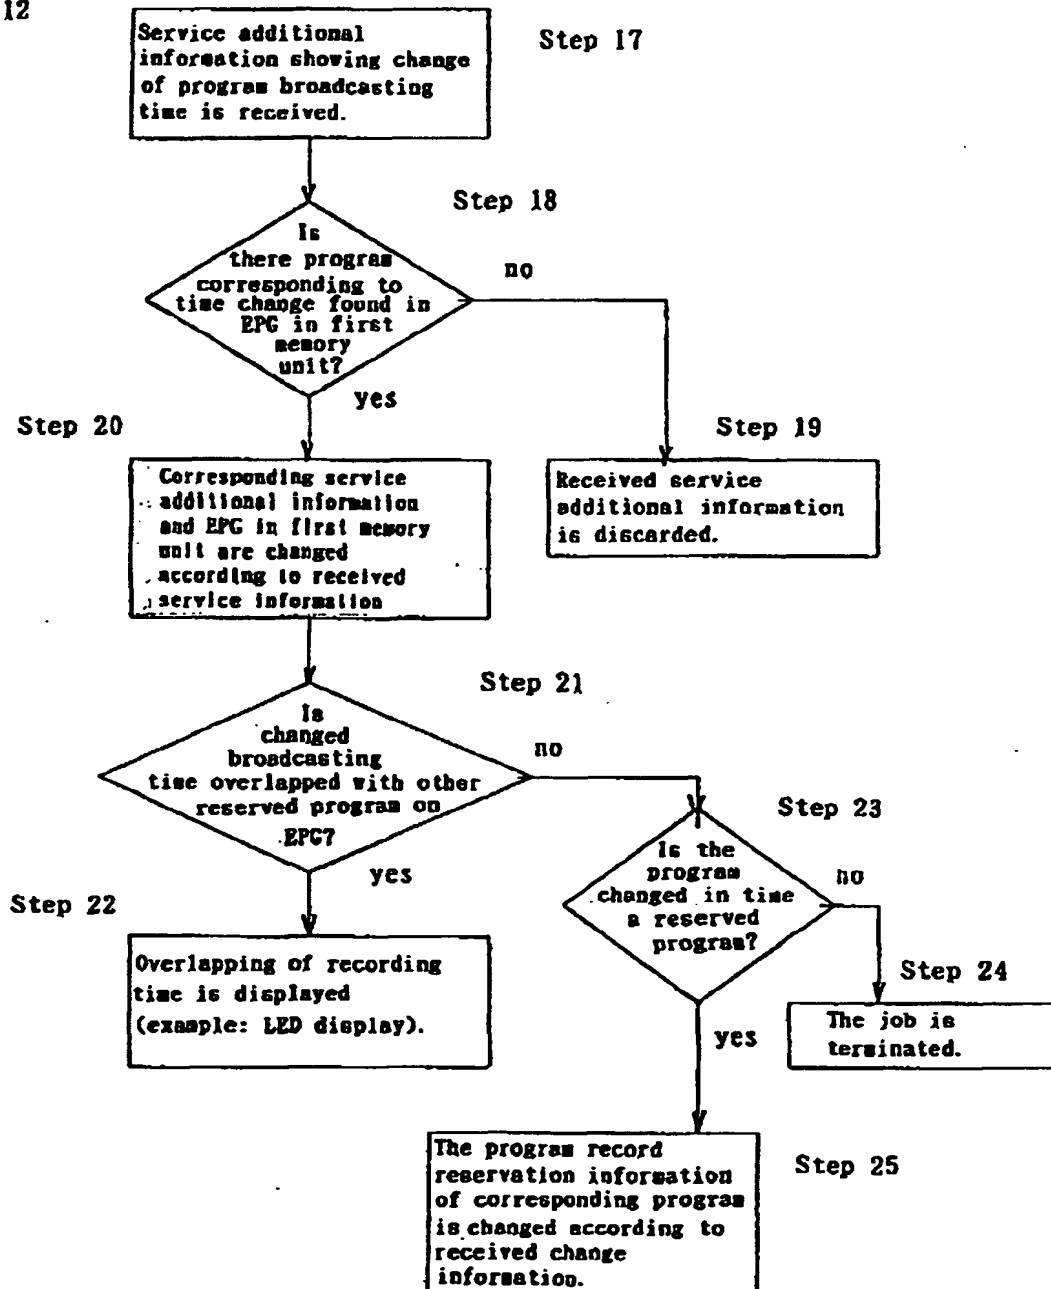 12
Service additional
information showing change
of program broadcasting
time is received.
Step 17
Step 18
Is
there program
corresponding to
time change found in
EPG in first
memory
unit?
no
yes
Step 20
Step 19
Corresponding service
additional information
and EPG in first memory
unit are changed
according to received
service information
Received service
additional information
is discarded.
Step 21
Is
changed
broadcasting
time overlapped with other
reserved program on
EPG?
no
yes
Step 23
Is the
program
changed in time
a reserved
program?
no
yes
Step 22
Overlapping of recording
time is displayed
(example: LED display).
Step 24
The job is
terminated.
Step 25
The program record
reservation information
of corresponding program
is changed according to
received change
information.